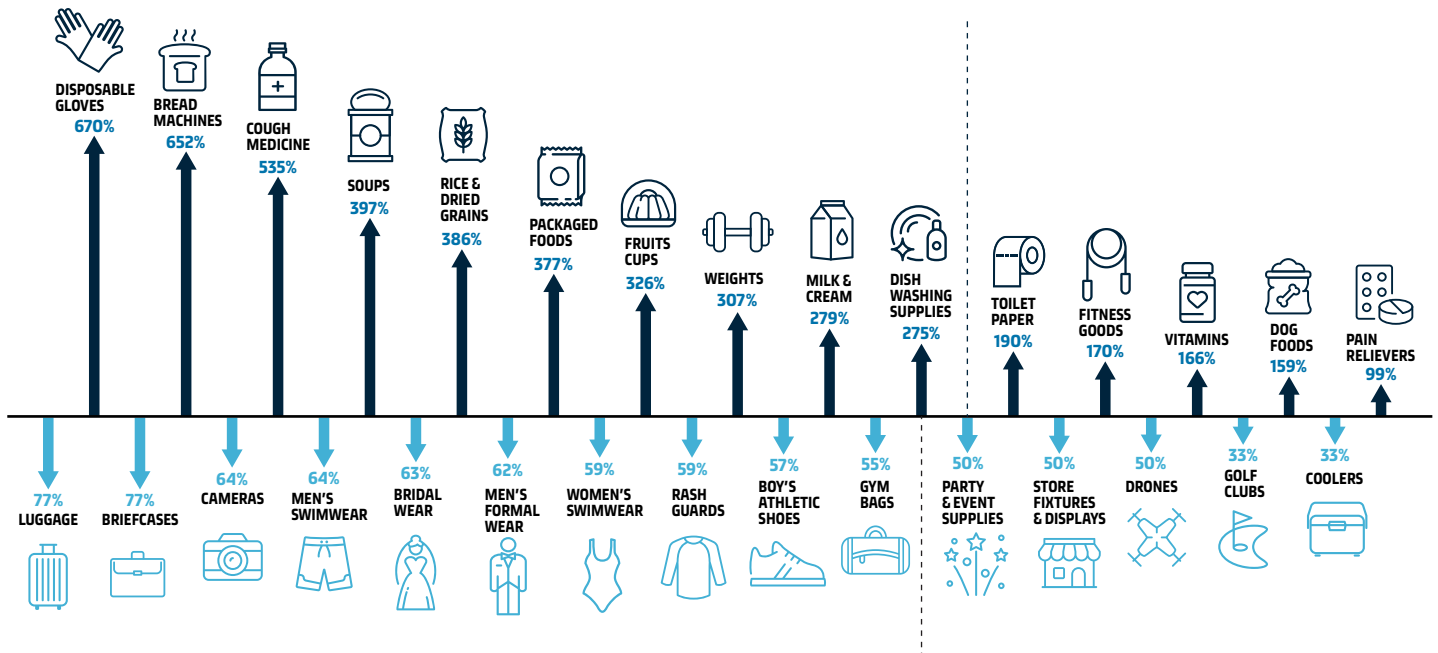 DISPOSABLE
GLOVES
670%
BREAD
MACHINES
652%
COUGH
MEDICINE
535%
SOUPS
397%
RICE &
DRIED
GRAINS
386%
PACKAGED
FOODS
377%
FRUITS
CUPS
326%
WEIGHTS
307%
MILK &
CREAM
279%
DISH
WASHING
SUPPLIES
275%
TOILET
PAPER
190%
FITNESS
GOODS
170%
VITAMINS
166%
DOG
FOODS
159%
PAIN
RELIEVERS
99%
77%
LUGGAGE
77%
BRIEFCASES
64%
CAMERAS
64%
MEN'S
SWIMWEAR
63%
BRIDAL
WEAR
62%
MEN'S
FORMAL
WEAR
59%
WOMEN'S
SWIMWEAR
59%
RASH
GUARDS
57%
BOY'S
ATHLETIC
SHOES
55%
GYM
BAGS
50%
PARTY
& EVENT
SUPPLIES
50%
STORE
FIXTURES
& DISPLAYS
50%
DRONES
33%
GOLF
CLUBS
33%
COOLERS